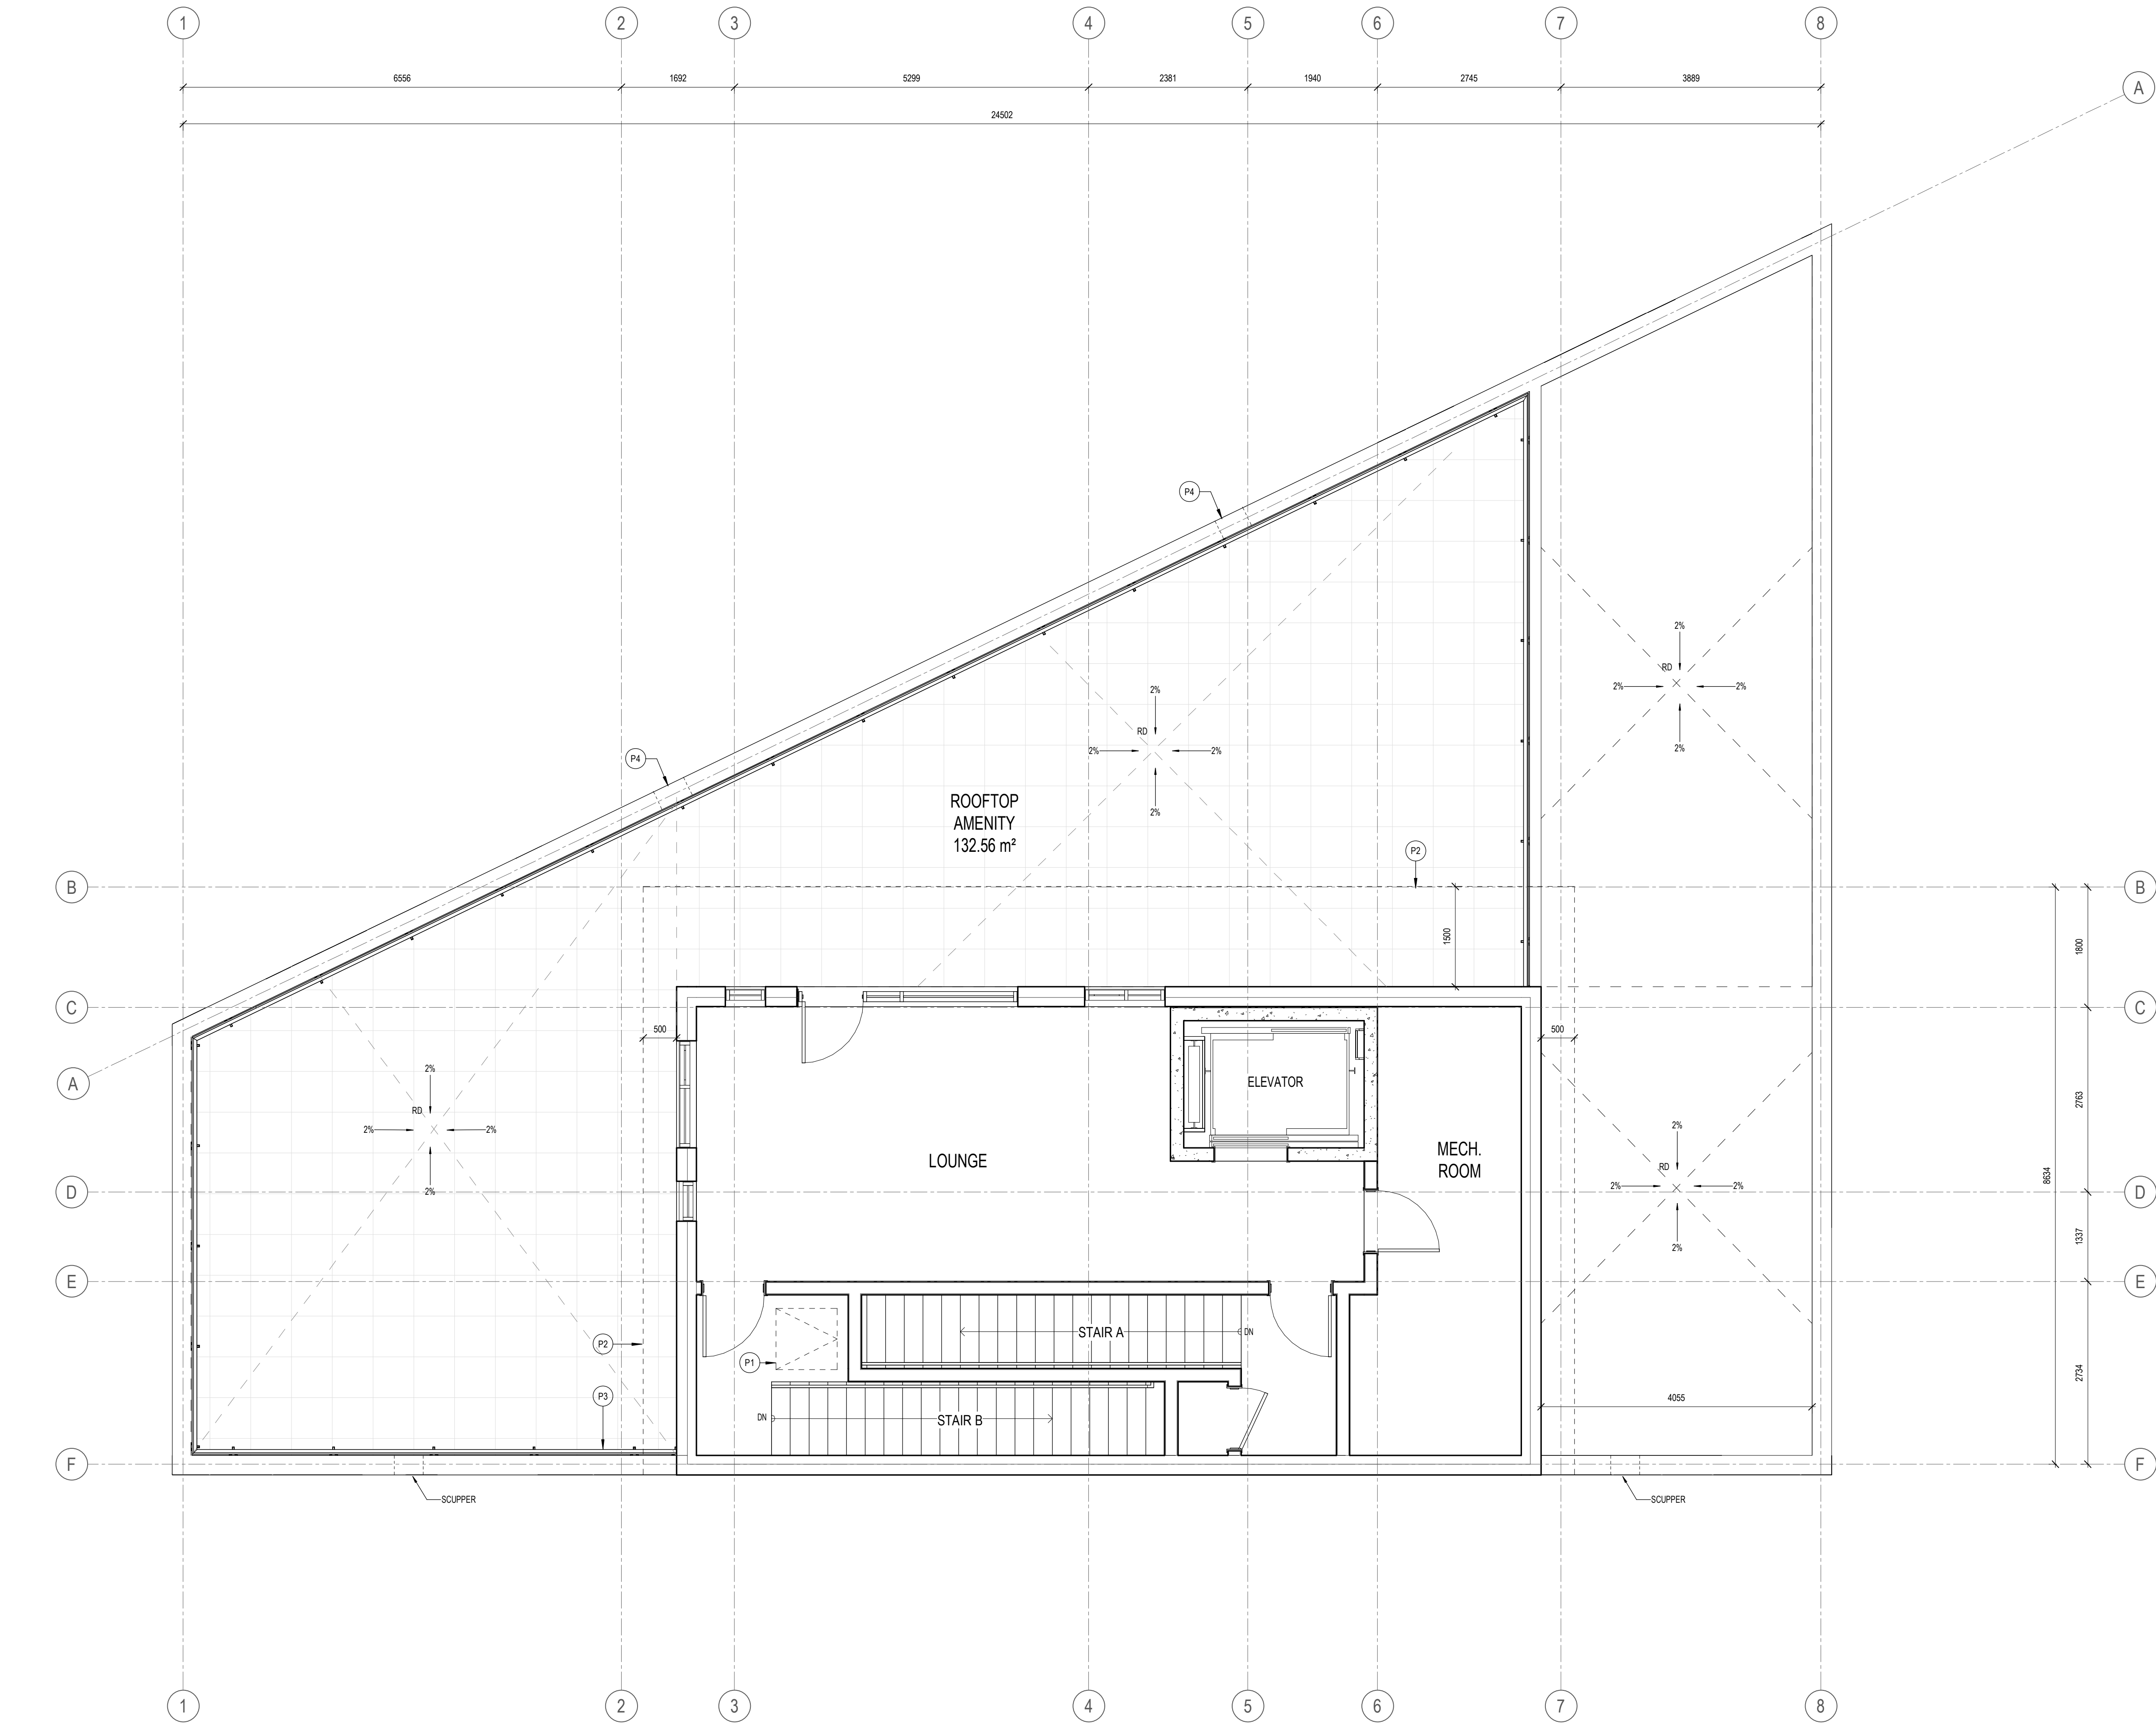 1 2 3 4 5 6 7 8
6556 1692 5299 2381 1940 2745 3889
A
24502
P4
2%
RD
2% 2%
2%
2%
RD
2% 2%
2%
P4
ROOFTOP
AMENITY
132.56 m²
P2
B B
1500
1800
C C
500 500
2%
RD
2% 2%
2%
A
ELEVATOR
2763
LOUNGE
MECH.
ROOM
2%
RD
2% 2%
2%
8634
D D
1337
E E
P2
STAIR A
DN
P1
P3
2734
4055
DN
STAIR B
F F
SCUPPER SCUPPER
1 2 3 4 5 6 7 8